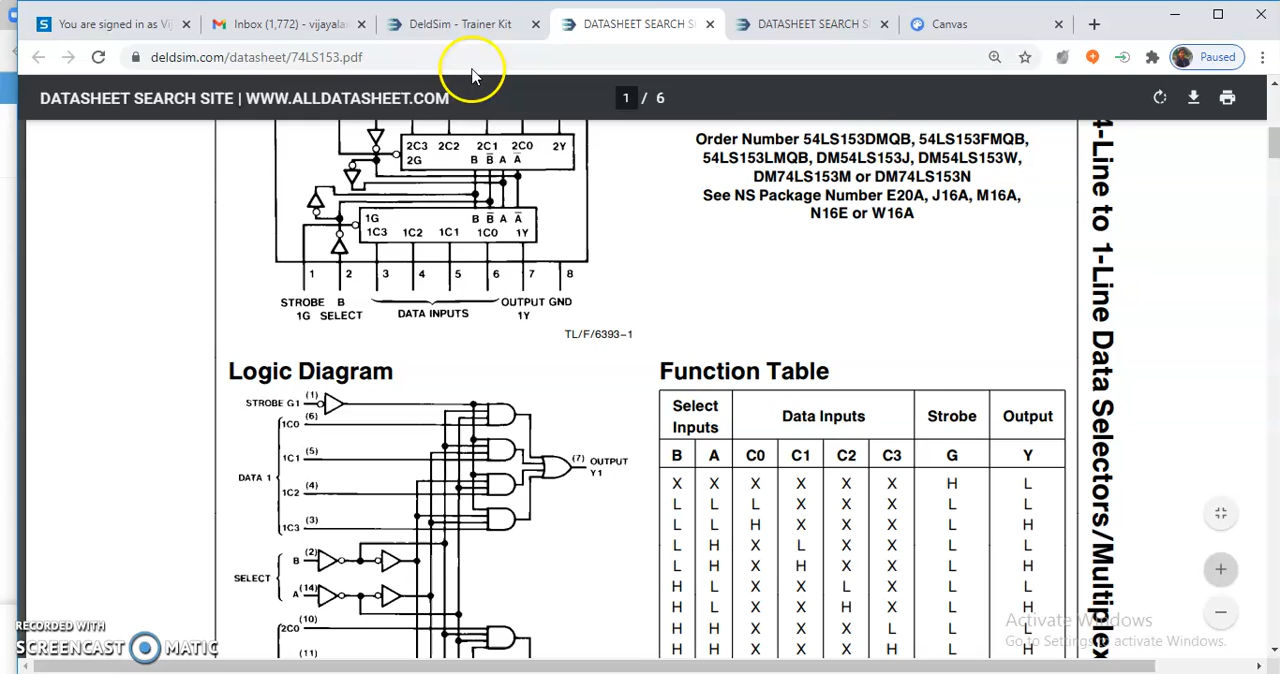 You are signed in as Vij
Inbox (1,772) - vijayala
DeldSim - Trainer Kit
DATASHEET SEARCH S
DATASHEET SEARCH S
Canvas
deldsim.com/datasheet/74LS153.pdf
Paused
DATASHEET SEARCH SITE | WWW.ALLDATASHEET.COM
1 / 6
2C3 2C2 2C1 2C0 2Y
2G B B A A
1G B B A A
1C3 1C2 1C1 1C0 1Y
1 2 3 4 5 6 7 8
STROBE 1G
B SELECT
DATA INPUTS
OUTPUT 1Y
GND
TL/F/6393–1
Order Number 54LS153DMQB, 54LS153FMQB,
54LS153LMQB, DM54LS153J, DM54LS153W,
DM74LS153M or DM74LS153N
See NS Package Number E20A, J16A, M16A,
N16E or W16A
4-Line to 1-Line Data Selectors/Multiplex
Logic Diagram
STROBE G1 (1)
1C0 (6)
1C1 (5)
DATA 1
1C2 (4)
1C3 (3)
(7) OUTPUT
Y1
B (2)
SELECT
A (14)
2C0 (10)
(11)
Function Table
Select Inputs Data Inputs Strobe Output
B A C0 C1 C2 C3 G Y
X X X X X X H L
L L L X X X L L
L L H X X X L H
L H X L X X L L
L H X H X X L H
H L X X L X L L
H L X X H X L H
H H X X X L L L
H H X X X H L H
Activate Windows
Go to Settings to activate Windows.
RECORDED WITH
SCREENCAST MATIC